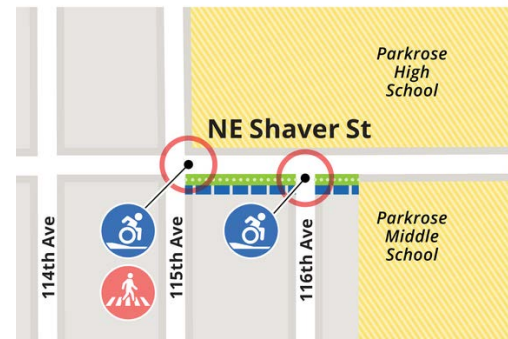 Parkrose
High
School
NE Shaver St
Parkrose
Middle
School
114th Ave
115th Ave
116th Ave